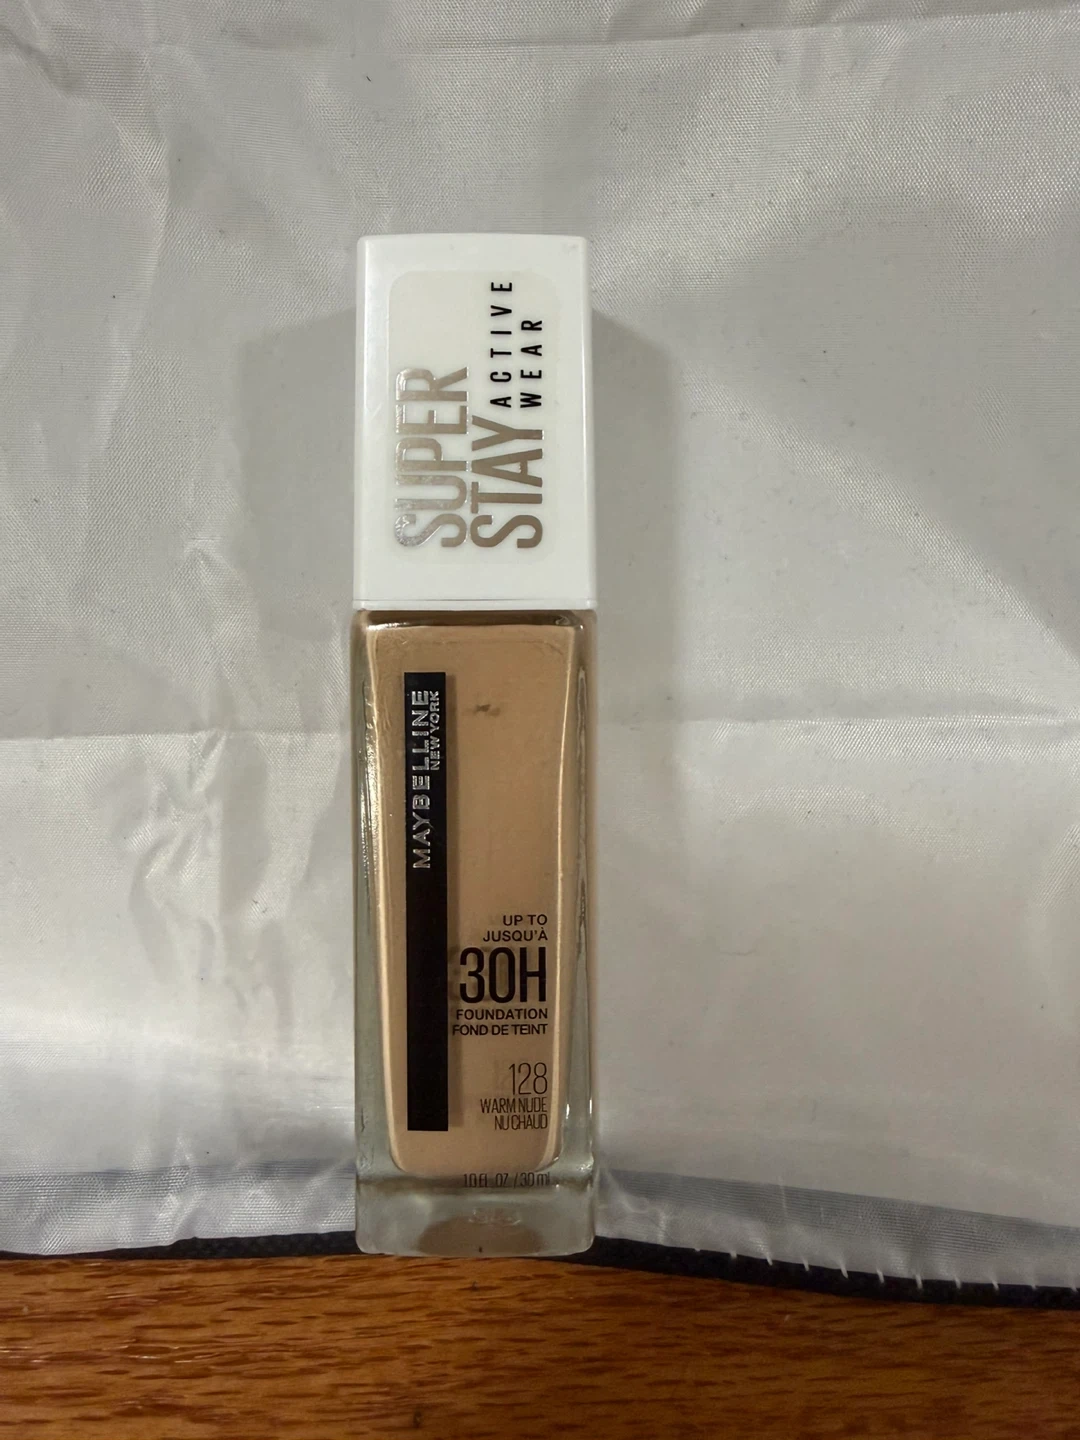 SUPER
STAY
ACTIVE
WEAR
MAYBELLINE
NEW YORK
UP TO
JUSQU'À
30H
FOUNDATION
FOND DE TEINT
128
WARM NUDE
NU CHAUD
1.0 FL. OZ. / 30 ml